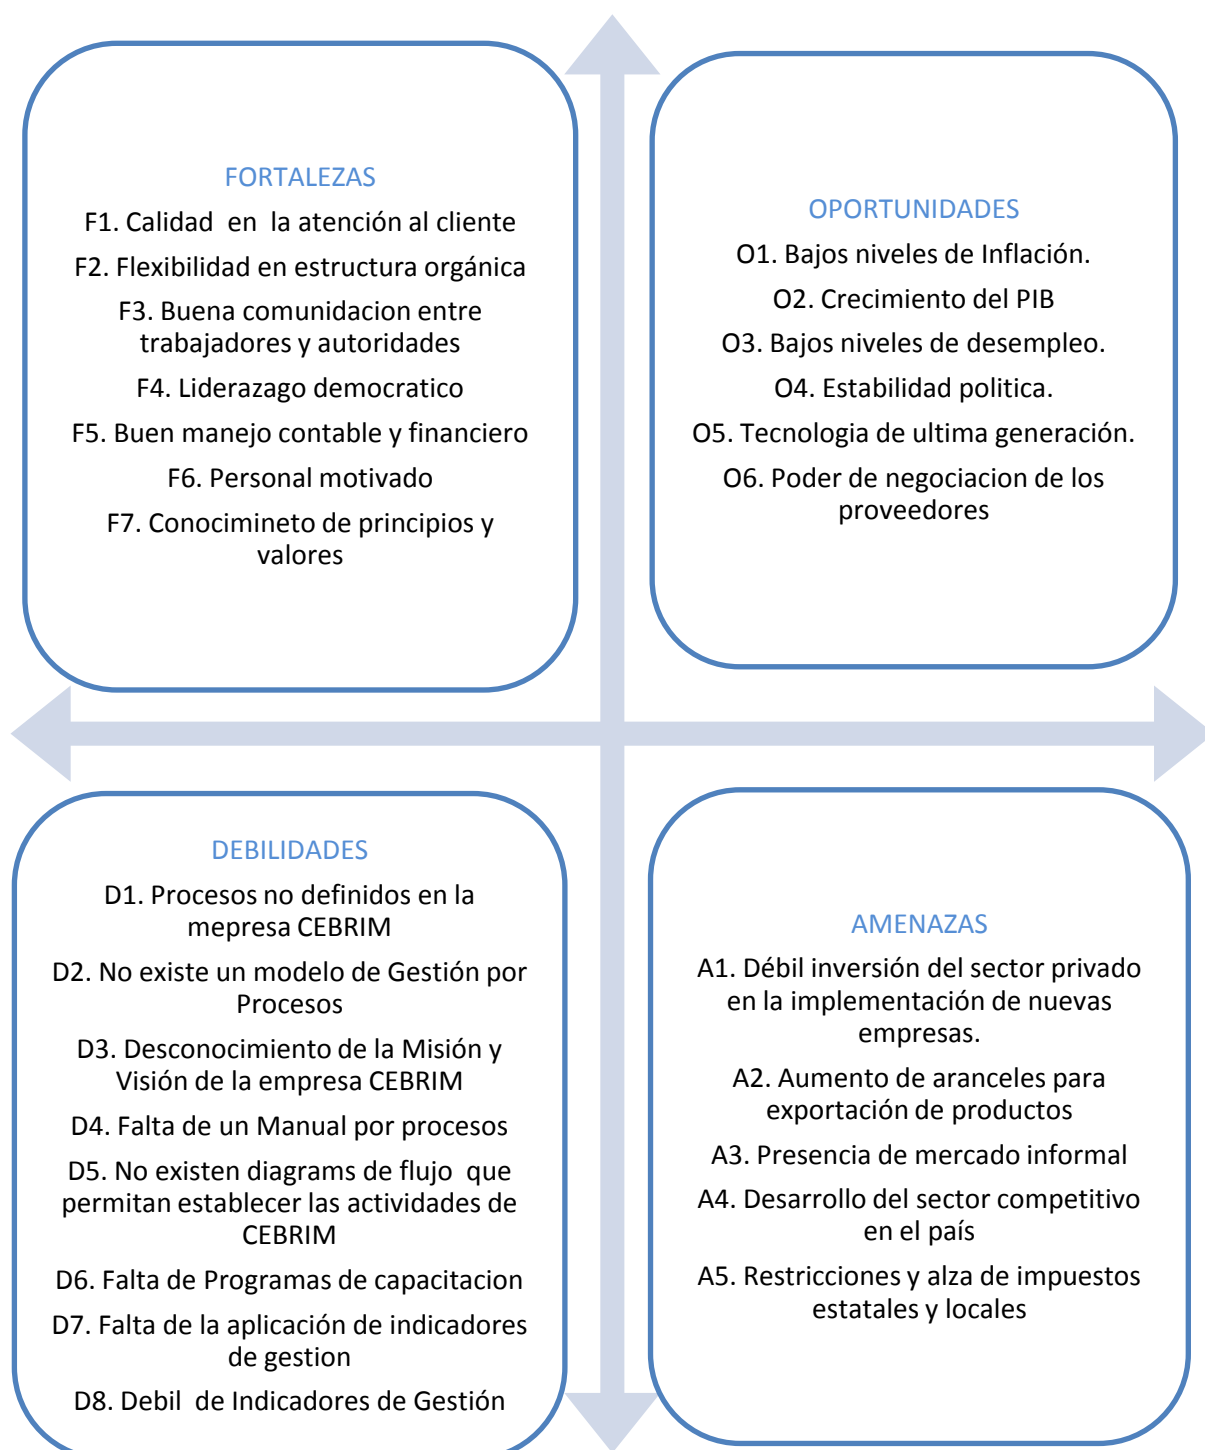 FORTALEZAS
F1. Calidad  en  la atención al cliente
F2. Flexibilidad en estructura orgánica
F3. Buena comunidacion entre
trabajadores y autoridades
F4. Liderazago democratico
F5. Buen manejo contable y financiero
F6. Personal motivado
F7. Conocimineto de principios y
valores
OPORTUNIDADES
O1. Bajos niveles de Inflación.
O2. Crecimiento del PIB
O3. Bajos niveles de desempleo.
O4. Estabilidad politica.
O5. Tecnologia de ultima generación.
O6. Poder de negociacion de los
proveedores
DEBILIDADES
D1. Procesos no definidos en la
mepresa CEBRIM
D2. No existe un modelo de Gestión por
Procesos
D3. Desconocimiento de la Misión y
Visión de la empresa CEBRIM
D4. Falta de un Manual por procesos
D5. No existen diagrams de flujo  que
permitan establecer las actividades de
CEBRIM
D6. Falta de Programas de capacitacion
D7. Falta de la aplicación de indicadores
de gestion
D8. Debil  de Indicadores de Gestión
AMENAZAS
A1. Débil inversión del sector privado
en la implementación de nuevas
empresas.
A2. Aumento de aranceles para
exportación de productos
A3. Presencia de mercado informal
A4. Desarrollo del sector competitivo
en el país
A5. Restricciones y alza de impuestos
estatales y locales